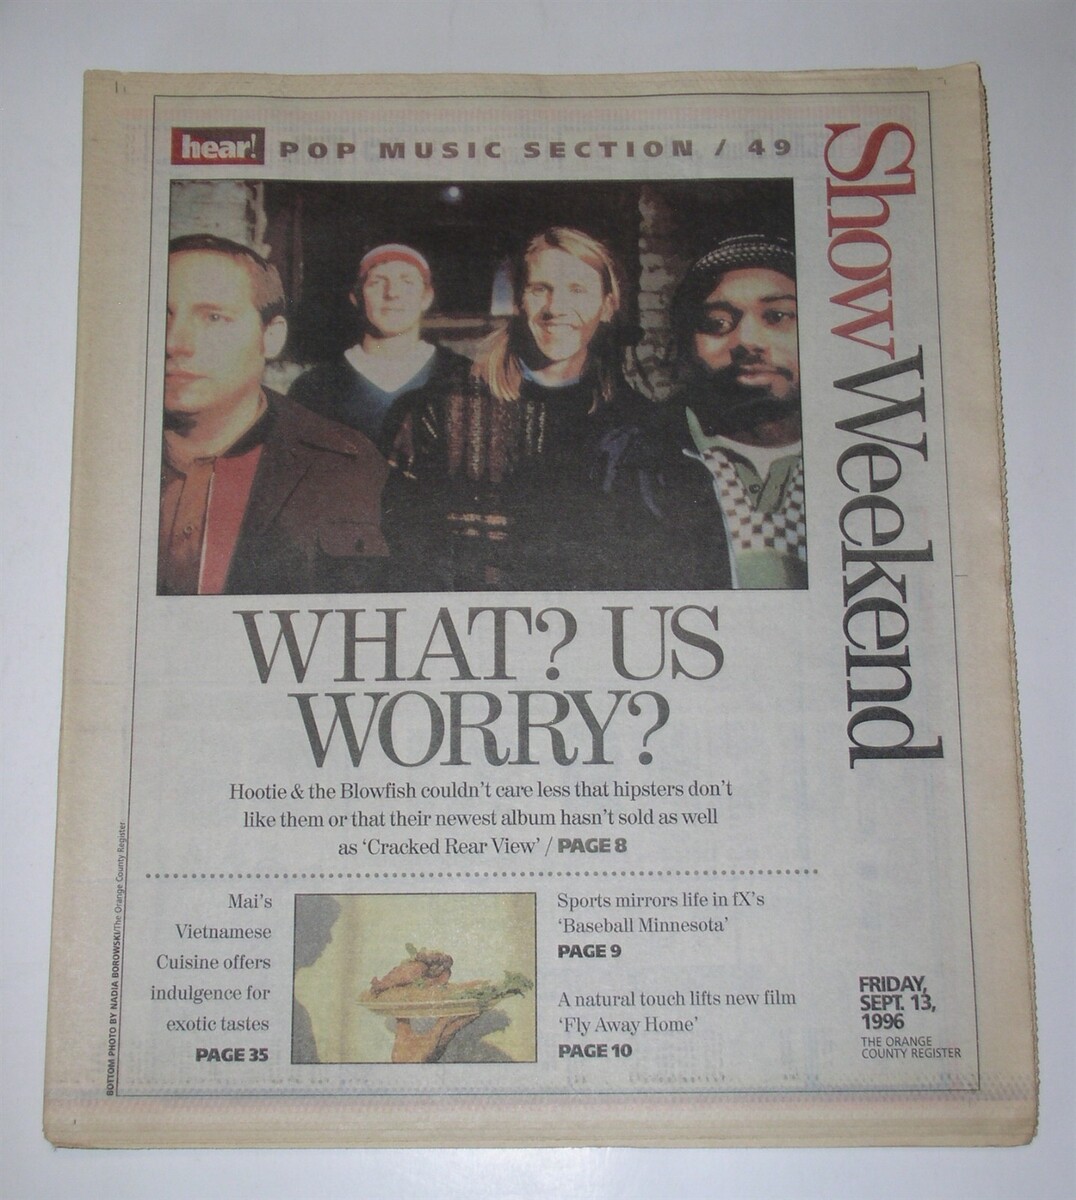 hear! POP MUSIC SECTION / 49
Show Weekend
WHAT? US
WORRY?
Hootie & the Blowfish couldn't care less that hipsters don't
like them or that their newest album hasn't sold as well
as 'Cracked Rear View' / PAGE 8
Mai's
Vietnamese
Cuisine offers
indulgence for
exotic tastes
PAGE 35
Sports mirrors life in fX's
'Baseball Minnesota'
PAGE 9
A natural touch lifts new film
'Fly Away Home'
PAGE 10
FRIDAY,
SEPT. 13,
1996
THE ORANGE
COUNTY REGISTER
BOTTOM PHOTO BY NADIA BOROWSKI/The Orange County Register